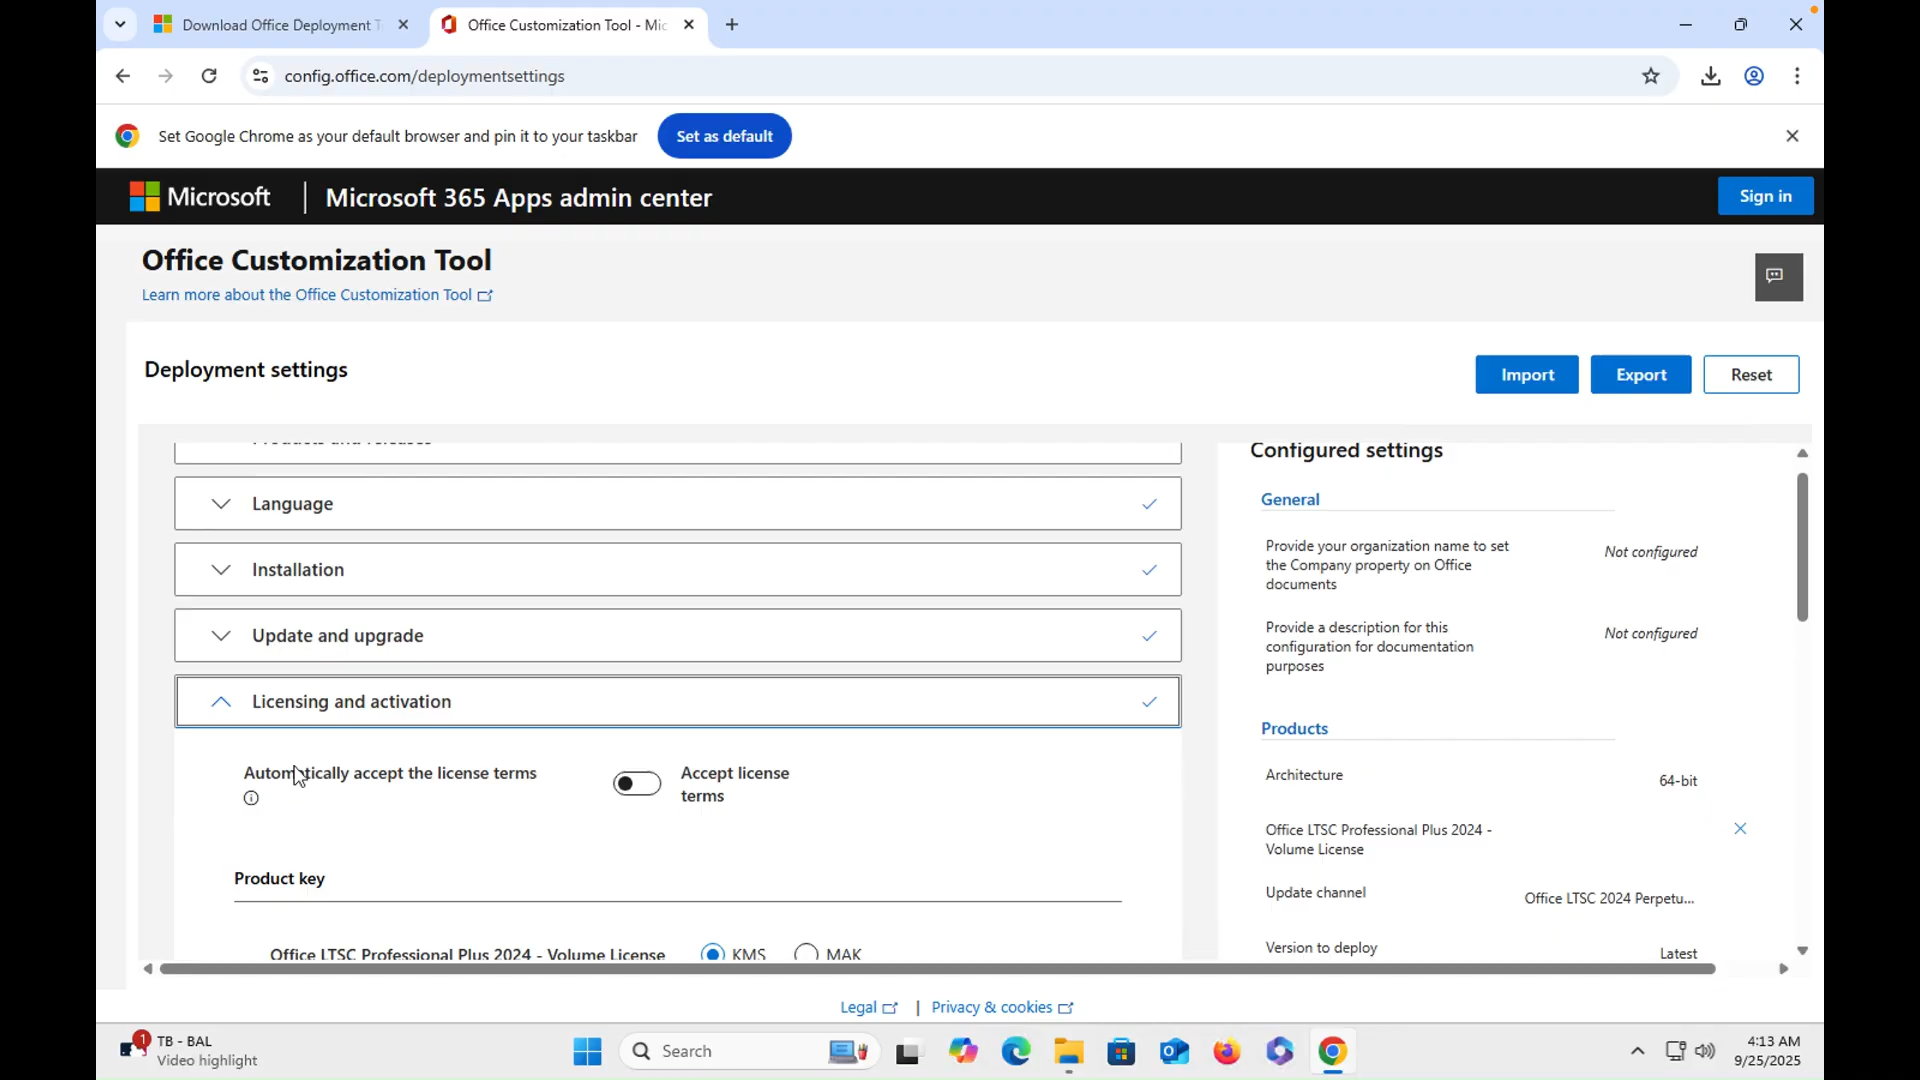 Download Office Deployment T
Office Customization Tool - Mic
config.office.com/deploymentsettings
Set Google Chrome as your default browser and pin it to your taskbar
Set as default
Microsoft
Microsoft 365 Apps admin center
Sign in
Office Customization Tool
Learn more about the Office Customization Tool
Deployment settings
Import
Export
Reset
Products and releases
Language
Installation
Update and upgrade
Licensing and activation
Automatically accept the license terms
Accept license
terms
Product key
Office LTSC Professional Plus 2024 - Volume License
KMS
MAK
Configured settings
General
Provide your organization name to set
the Company property on Office
documents
Not configured
Provide a description for this
configuration for documentation
purposes
Not configured
Products
Architecture
64-bit
Office LTSC Professional Plus 2024 -
Volume License
Update channel
Office LTSC 2024 Perpetu...
Version to deploy
Latest
Legal
|
Privacy & cookies
1
TB - BAL
Video highlight
Search
4:13 AM
9/25/2025